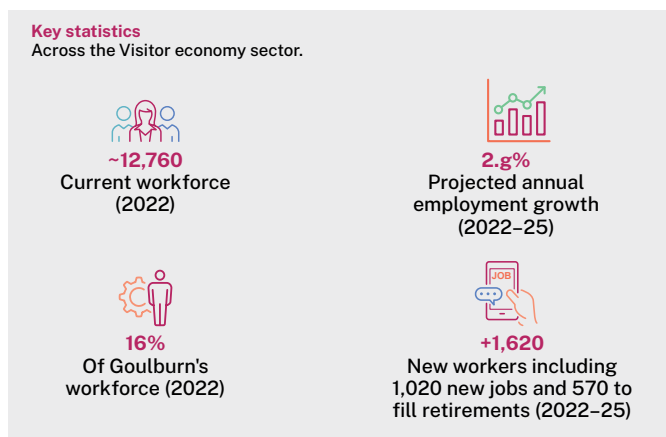 Key statistics
Across the Visitor economy sector.
~12,760
Current workforce
(2022)
2.g%
Projected annual
employment growth
(2022–25)
16%
Of Goulburn's
workforce (2022)
JOB
+1,620
New workers including
1,020 new jobs and 570 to
fill retirements (2022–25)